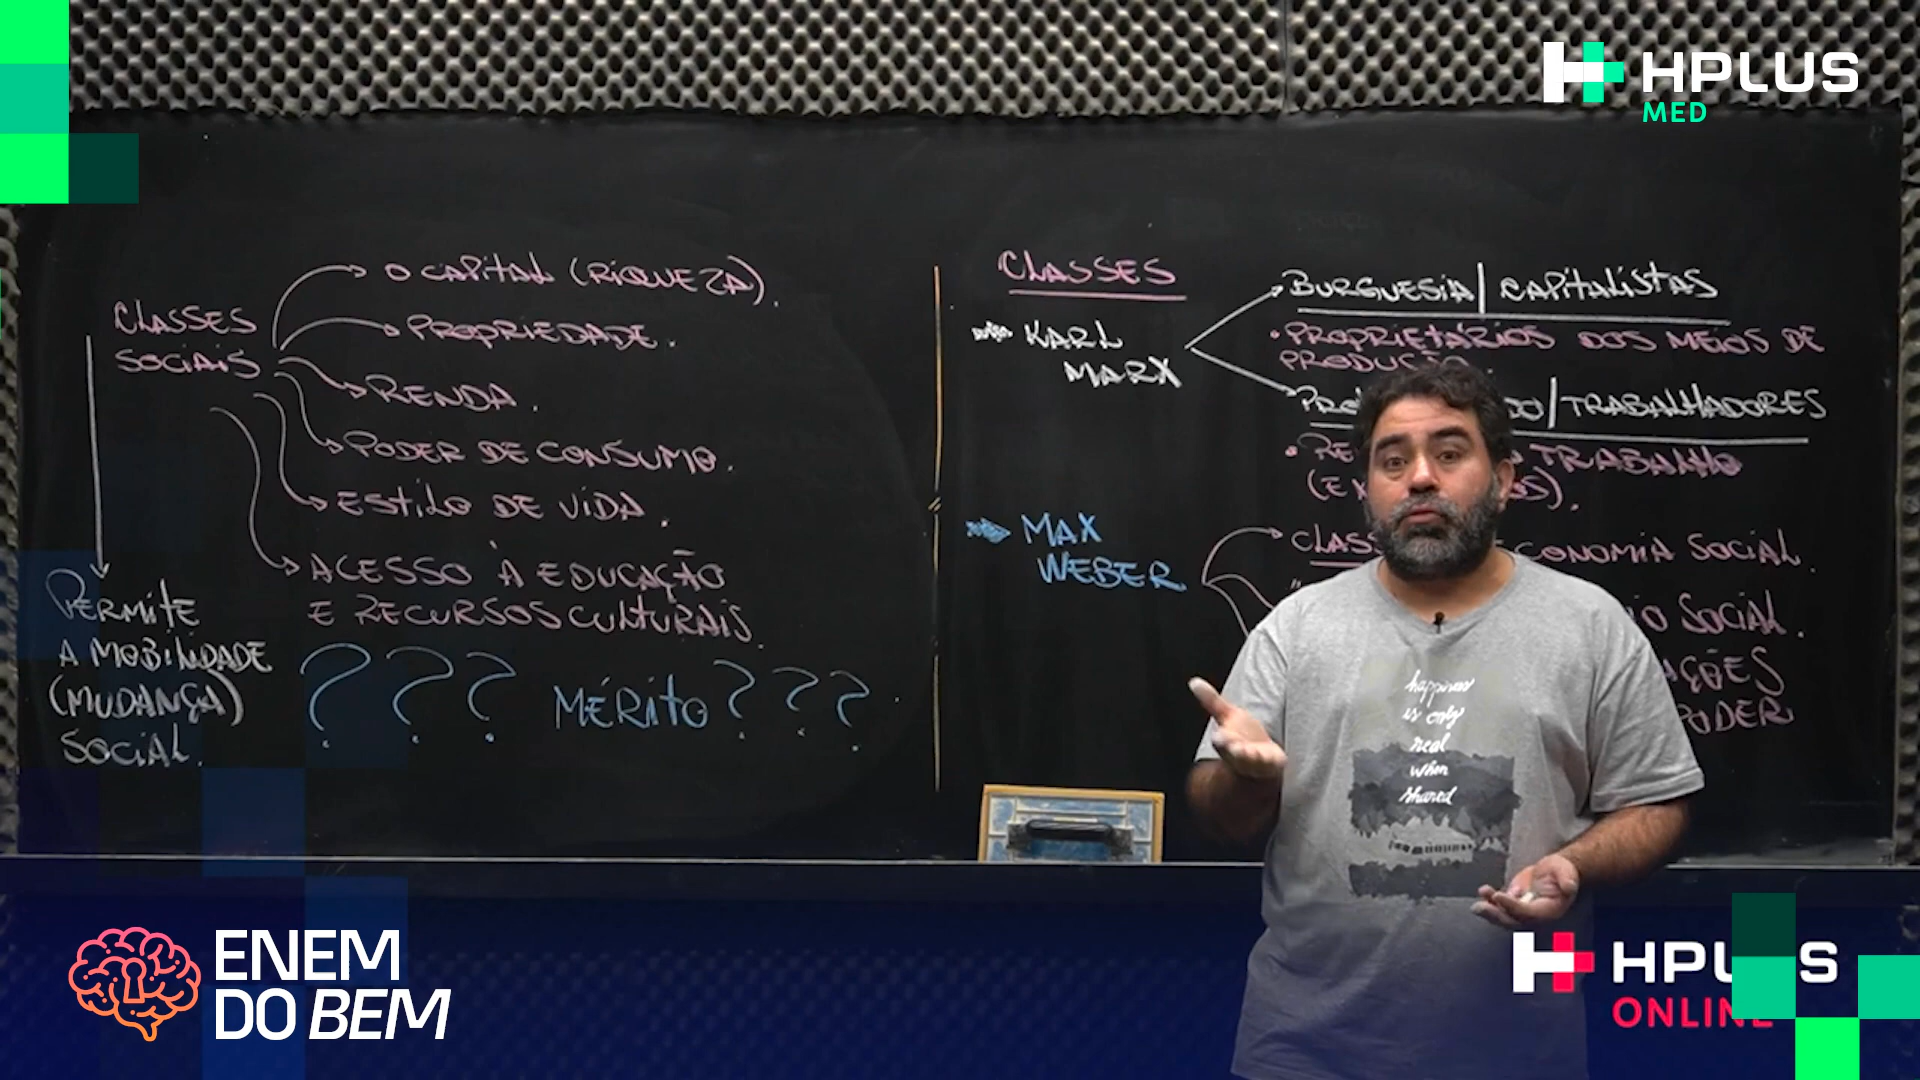 HPLUS
MED
CLASSES
SOCIAIS
O CAPITAL (RIQUEZA).
PROPRIEDADE.
RENDA.
PODER DE CONSUMO.
ESTILO DE VIDA.
ACESSO À EDUCAÇÃO
E RECURSOS CULTURAIS.
PERMITE
A MOBILIDADE
(MUDANÇA)
SOCIAL.
??? MÉRITO???
CLASSES
KARL
MARX
BURGUESIA/CAPITALISTAS
• PROPRIETÁRIOS DOS MEIOS DE
PRODUÇÃO
/TRABALHADORES
TRABALHO
MAX
WEBER
ECONOMIA SOCIAL.
SOCIAL.
PODER
happiness
is only
real
when
shared
ENEM
DO BEM
HPLUS
ONLINE